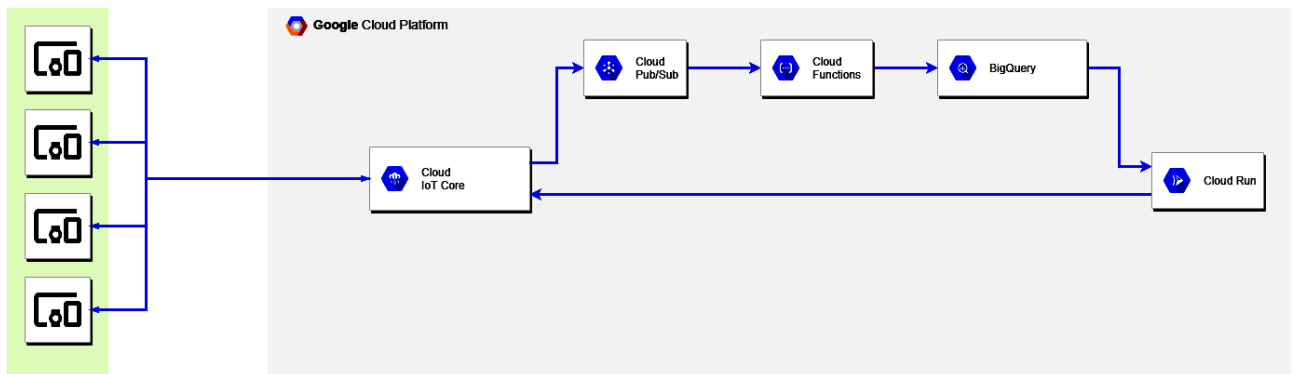 Google Cloud Platform
Cloud
Pub/Sub
Cloud
Functions
BigQuery
Cloud
IoT Core
Cloud Run